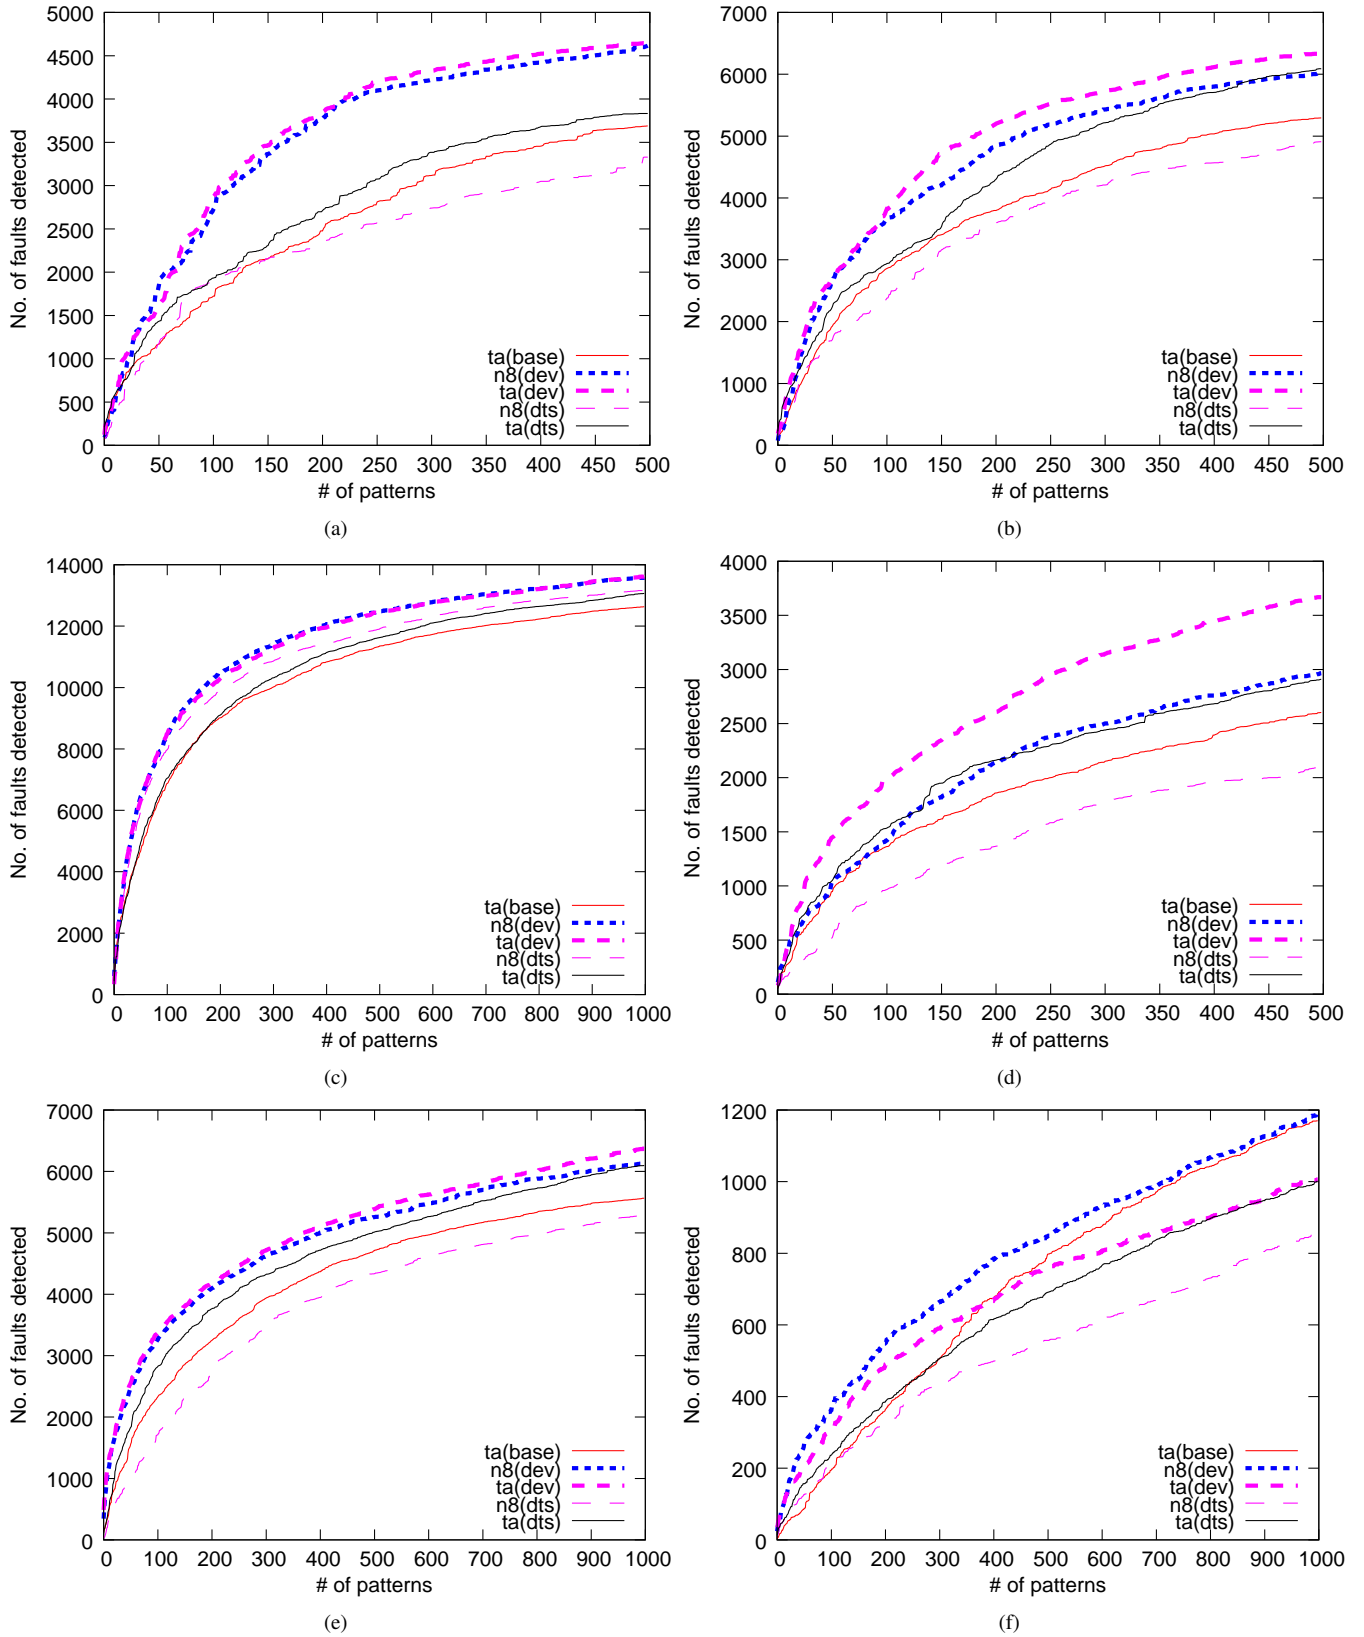 No. of faults detected
5000
4500
4000
3500
3000
2500
2000
1500
1000
500
0
ta(base)
n8(dev)
ta(dev)
n8(dts)
ta(dts)
0 50 100 150 200 250 300 350 400 450 500
# of patterns
(a)
No. of faults detected
7000
6000
5000
4000
3000
2000
1000
0
ta(base)
n8(dev)
ta(dev)
n8(dts)
ta(dts)
0 50 100 150 200 250 300 350 400 450 500
# of patterns
(b)
No. of faults detected
14000
12000
10000
8000
6000
4000
2000
0
ta(base)
n8(dev)
ta(dev)
n8(dts)
ta(dts)
0 100 200 300 400 500 600 700 800 900 1000
# of patterns
(c)
No. of faults detected
4000
3500
3000
2500
2000
1500
1000
500
0
ta(base)
n8(dev)
ta(dev)
n8(dts)
ta(dts)
0 50 100 150 200 250 300 350 400 450 500
# of patterns
(d)
No. of faults detected
7000
6000
5000
4000
3000
2000
1000
0
ta(base)
n8(dev)
ta(dev)
n8(dts)
ta(dts)
0 100 200 300 400 500 600 700 800 900 1000
# of patterns
(e)
No. of faults detected
1200
1000
800
600
400
200
0
ta(base)
n8(dev)
ta(dev)
n8(dts)
ta(dts)
0 100 200 300 400 500 600 700 800 900 1000
# of patterns
(f)